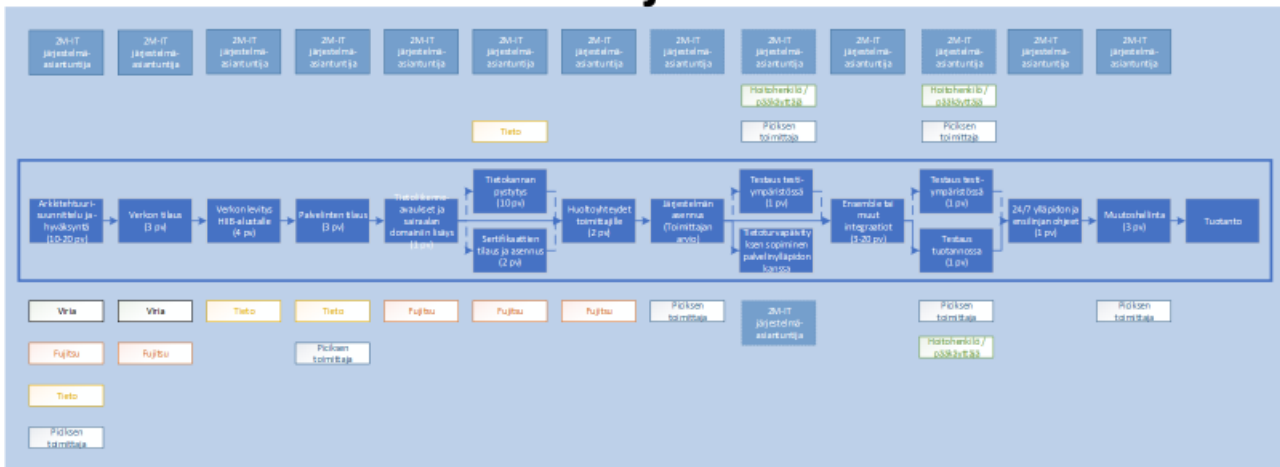 2M-IT
järjestelmä-
asiantuntija
2M-IT
järjestelmä-
asiantuntija
2M-IT
järjestelmä-
asiantuntija
2M-IT
järjestelmä-
asiantuntija
2M-IT
järjestelmä-
asiantuntija
2M-IT
järjestelmä-
asiantuntija
2M-IT
järjestelmä-
asiantuntija
2M-IT
järjestelmä-
asiantuntija
2M-IT
järjestelmä-
asiantuntija
2M-IT
järjestelmä-
asiantuntija
2M-IT
järjestelmä-
asiantuntija
2M-IT
järjestelmä-
asiantuntija
2M-IT
järjestelmä-
asiantuntija
Hoitohenkilö /
pääkäyttäjä
Hoitohenkilö /
pääkäyttäjä
Tieto
Piciksen
toimittaja
Piciksen
toimittaja
Arkkitehtuuri-
suunnittelu ja -
hyväksyntä
(10-20 pv)
Verkon tilaus
(3 pv)
Verkon levitys
-alustalle
(4 pv)
Palvelinten tilaus
(3 pv)
Tietoliikenne-
avaukset ja
sairaalan
domainiin lisäys
(1 pv)
Tietokannan
pystytys
(10 pv)
Sertifikaattien
tilaus ja asennus
(2 pv)
Huoltoyhteydet
toimittajille
(2 pv)
Järjestelmän
asennus
(Toimittajan
arvio)
Testaus testi-
ympäristössä
(1 pv)
Tietoturvapäivity
ksen sopiminen
palvelinylläpidon
kanssa
Ensemble tai
muut
integraatiot
(5-20 pv)
Testaus testi-
ympäristössä
(1 pv)
Testaus
tuotannossa
(1 pv)
24/7 ylläpidon ja
ensilinjan ohjeet
(1 pv)
Muutoshallinta
(3 pv)
Tuotanto
Viria
Viria
Tieto
Tieto
Fujitsu
Fujitsu
Fujitsu
Piciksen
toimittaja
2M-IT
järjestelmä-
asiantuntija
Piciksen
toimittaja
Piciksen
toimittaja
Fujitsu
Fujitsu
Piciksen
toimittaja
Hoitohenkilö /
pääkäyttäjä
Tieto
Piciksen
toimittaja